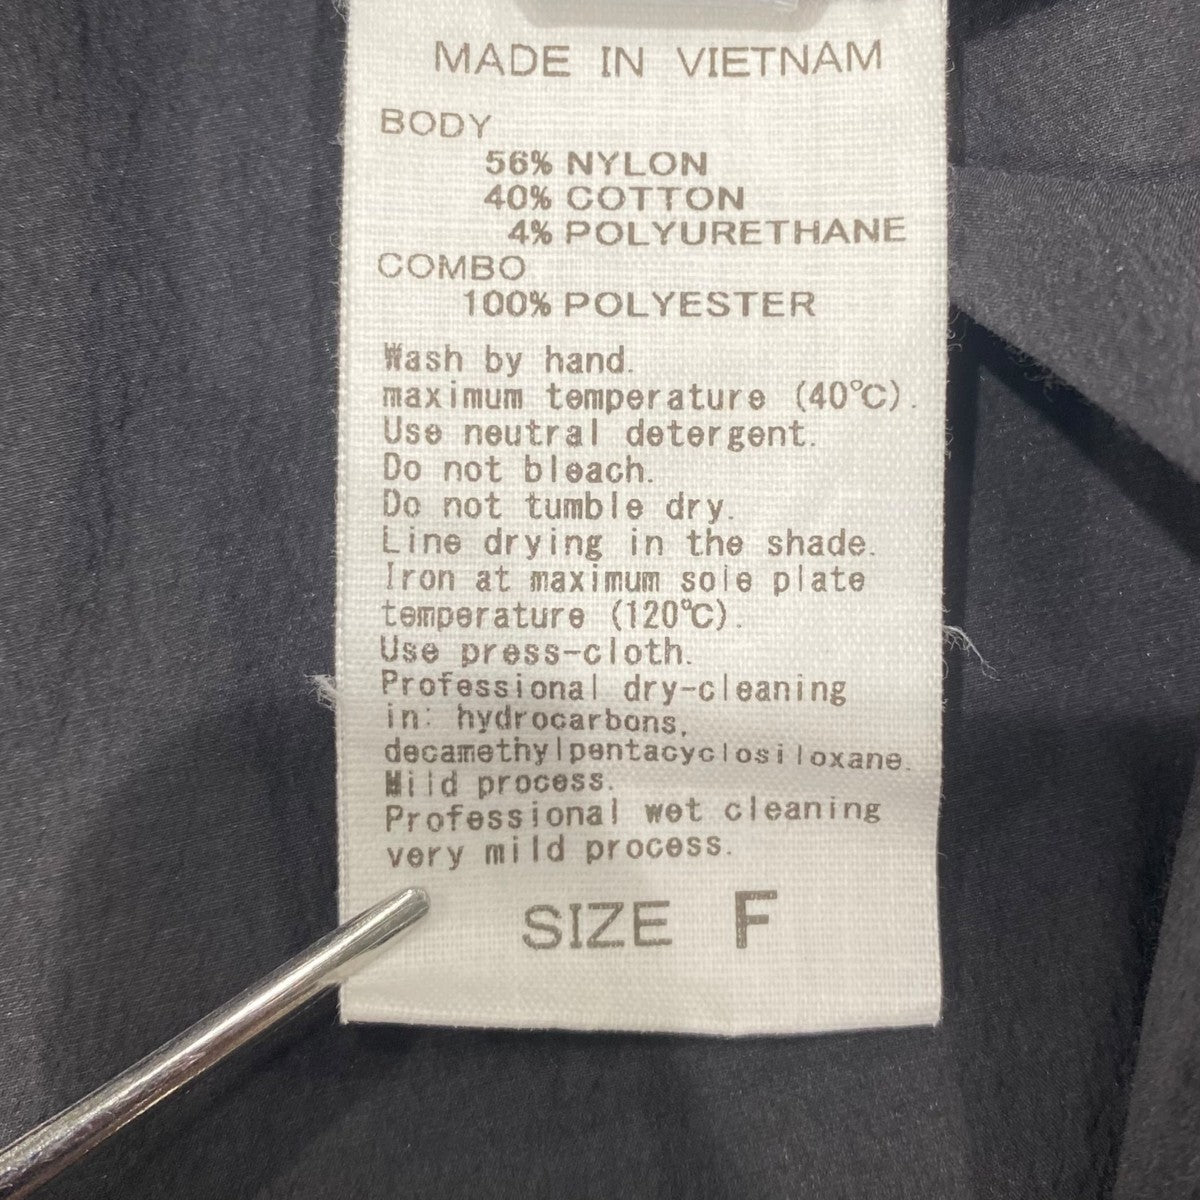 MADE IN VIETNAM
BODY
56% NYLON
40% COTTON
4% POLYURETHANE
COMBO
100% POLYESTER
Wash by hand.
maximum temperature (40℃).
Use neutral detergent.
Do not bleach.
Do not tumble dry.
Line drying in the shade.
Iron at maximum sole plate
temperature (120℃).
Use press-cloth.
Professional dry-cleaning
in: hydrocarbons,
decamethylpentacyclosiloxane.
Mild process.
Professional wet cleaning
very mild process.
SIZE F